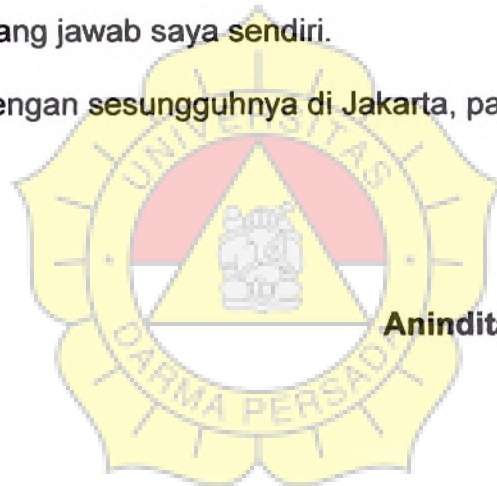 ang jawab saya sendiri.
engan sesungguhnya di Jakarta, pa
UNIVERSITAS
Anindit
DARMA PERSADA